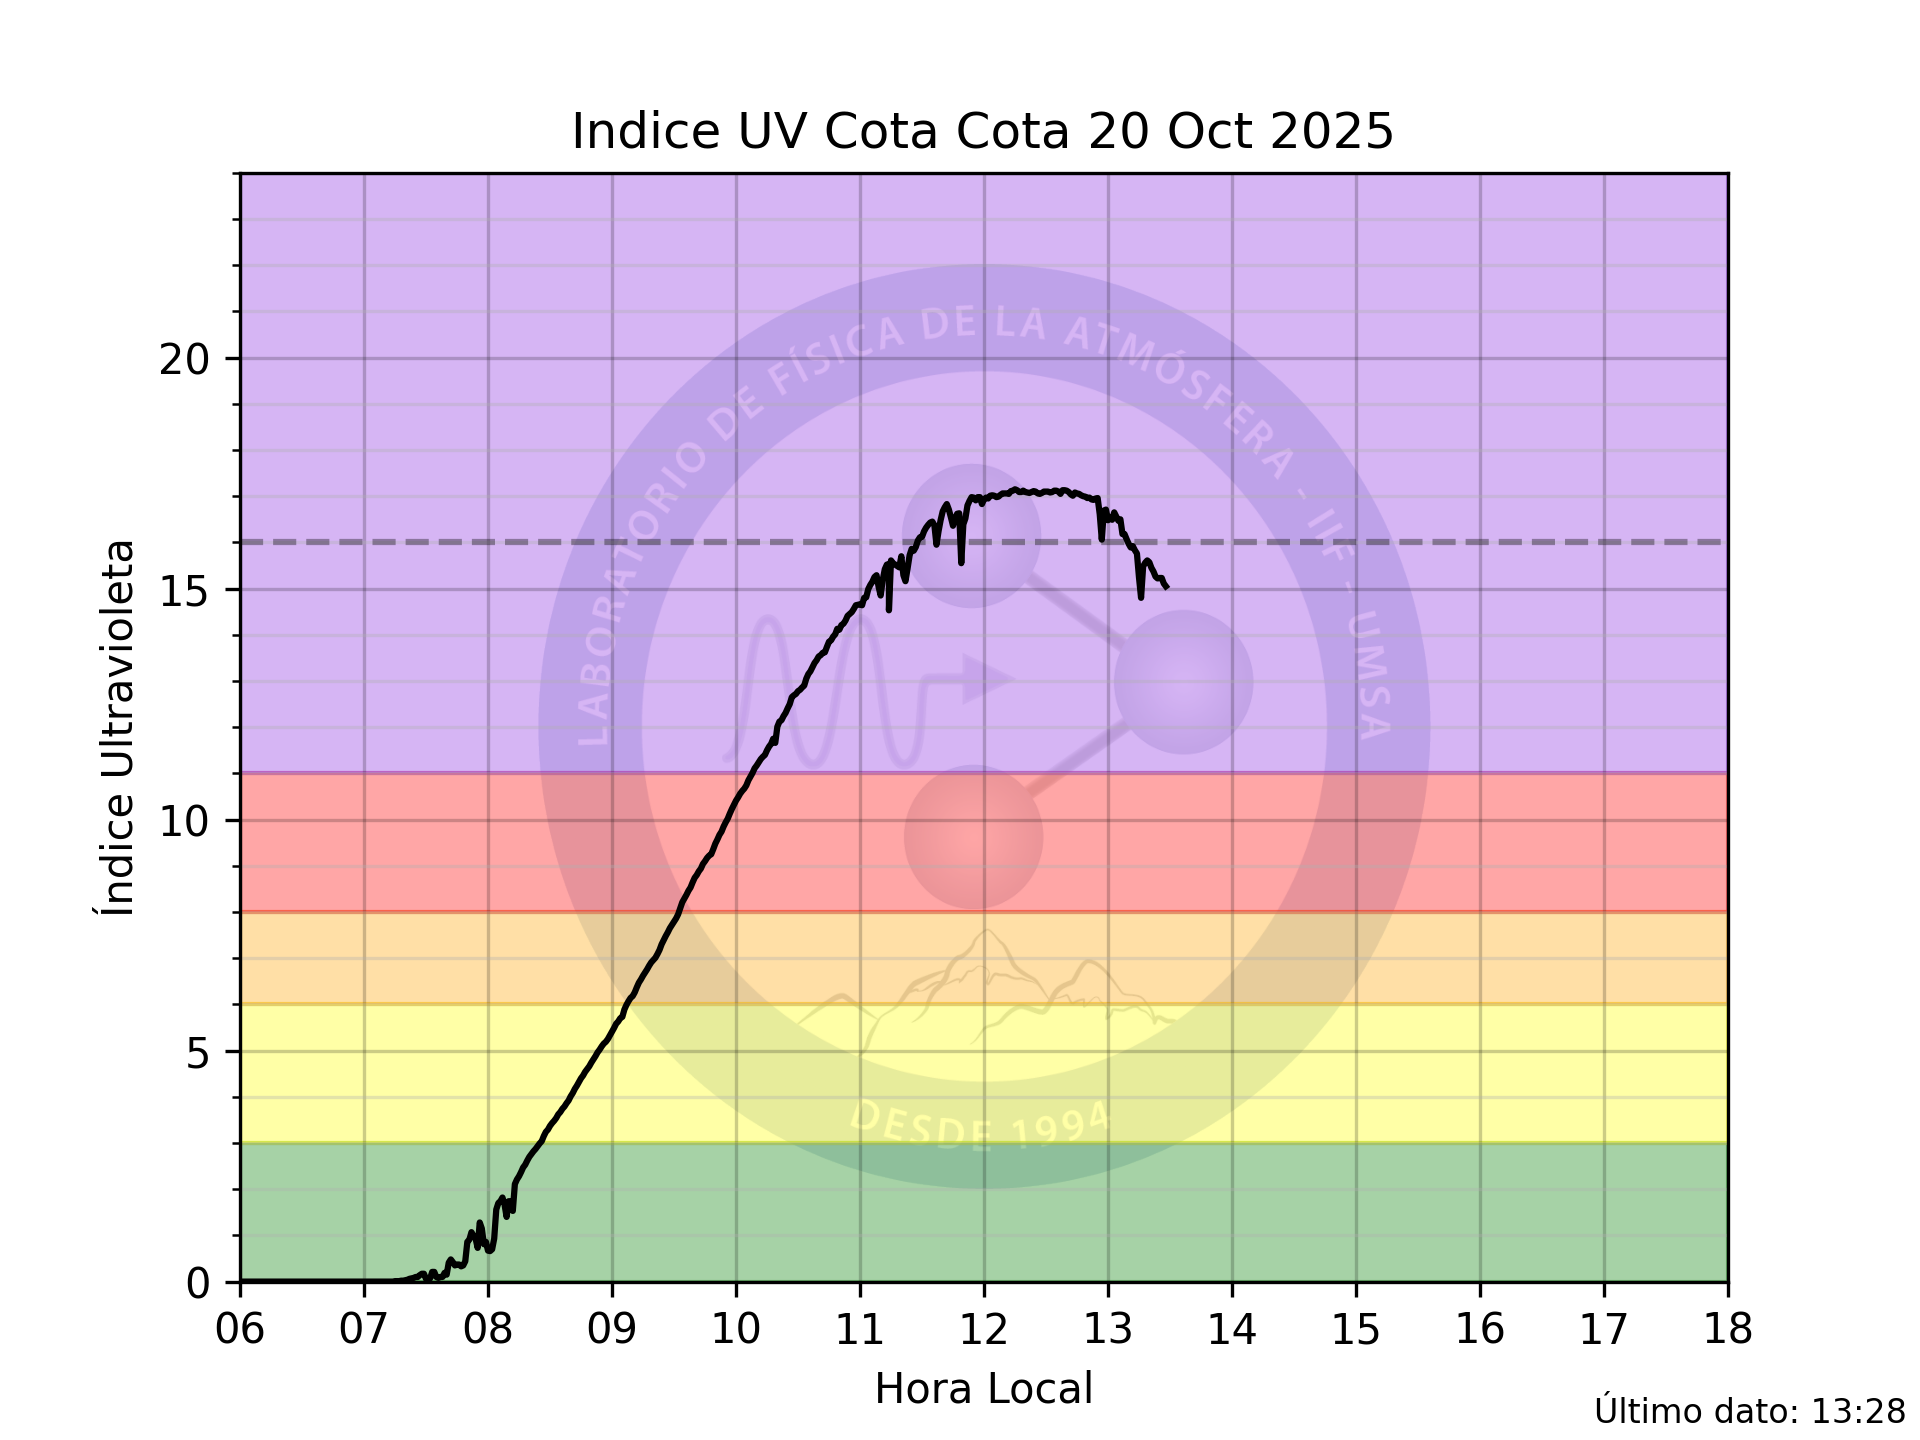 Indice UV Cota Cota 20 Oct 2025
LABORATORIO DE FÍSICA DE LA ATMÓSFERA - IIF - UMSA
DESDE 1994
Índice Ultravioleta
20
15
10
5
0
06 07 08 09 10 11 12 13 14 15 16 17 18
Hora Local
Último dato: 13:28